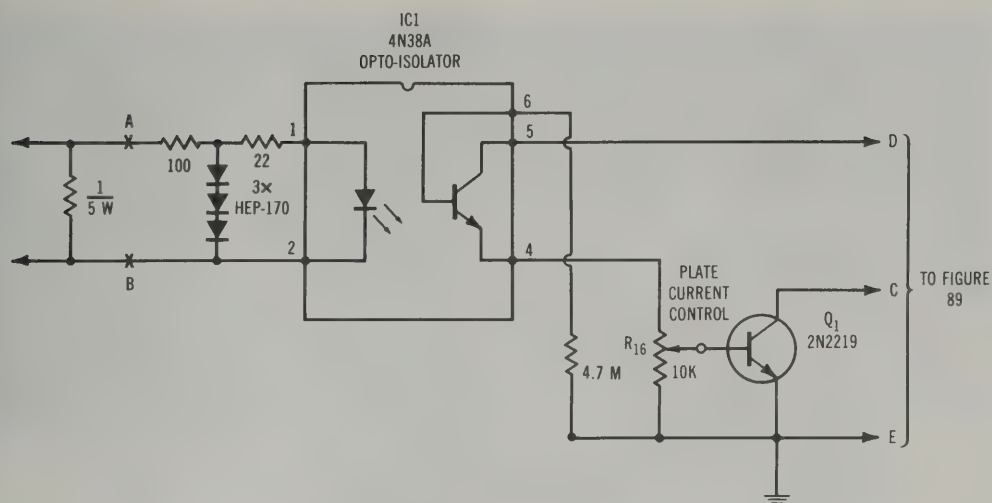 IC1
4N38A
OPTO-ISOLATOR
6
A
1
5
D
100
22
3×
HEP-170
1
5 W
2
4
B
PLATE
CURRENT
CONTROL
C
TO FIGURE
89
Q1
2N2219
R16
4.7 M
10K
E